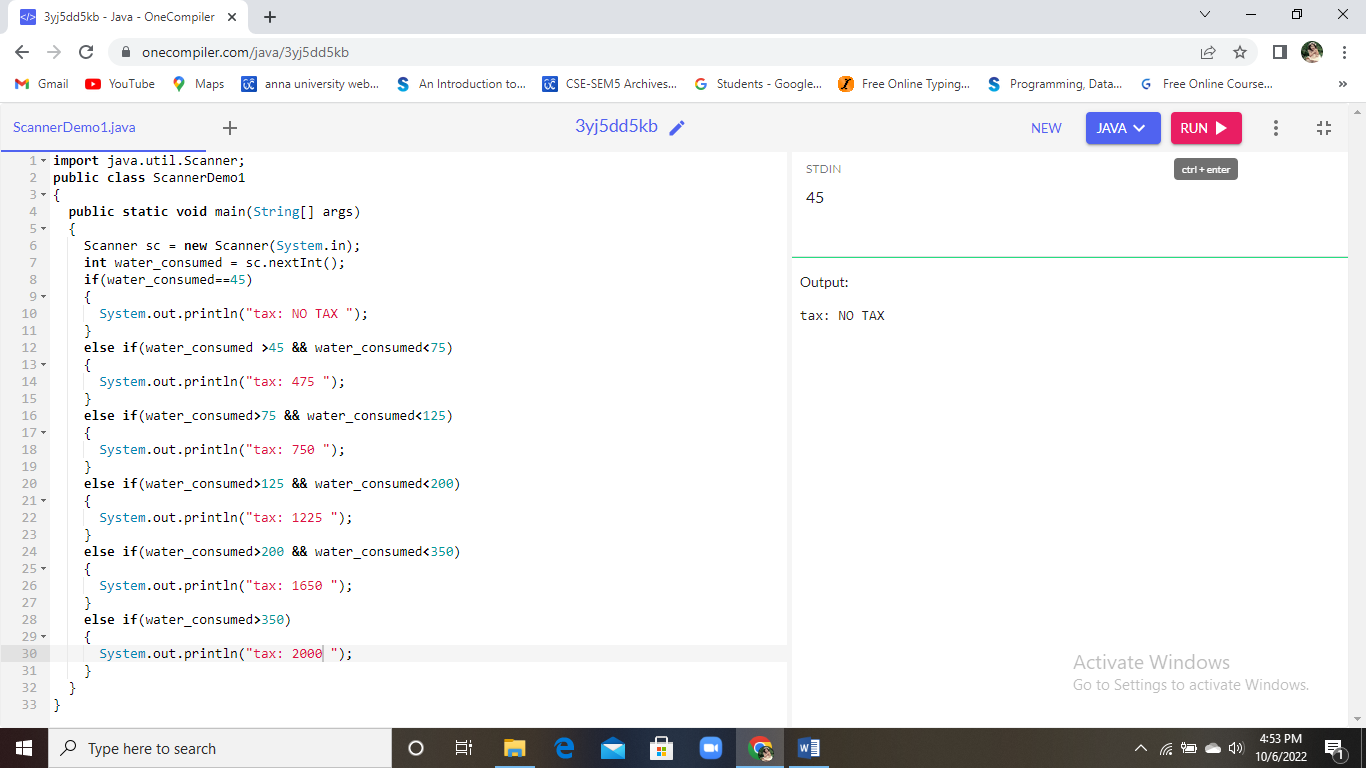 3yj5dd5kb - Java - OneCompiler
onecompiler.com/java/3yj5dd5kb
Gmail YouTube Maps anna university web... An Introduction to... CSE-SEM5 Archives... Students - Google... Free Online Typing... Programming, Data... Free Online Course... »
ScannerDemo1.java + 3yj5dd5kb NEW JAVA RUN
ctrl + enter
1 import java.util.Scanner;
2 public class ScannerDemo1
3 {
4 public static void main(String[] args)
5 {
6 Scanner sc = new Scanner(System.in);
7 int water_consumed = sc.nextInt();
8 if(water_consumed==45)
9 {
10 System.out.println("tax: NO TAX ");
11 }
12 else if(water_consumed >45 && water_consumed<75)
13 {
14 System.out.println("tax: 475 ");
15 }
16 else if(water_consumed>75 && water_consumed<125)
17 {
18 System.out.println("tax: 750 ");
19 }
20 else if(water_consumed>125 && water_consumed<200)
21 {
22 System.out.println("tax: 1225 ");
23 }
24 else if(water_consumed>200 && water_consumed<350)
25 {
26 System.out.println("tax: 1650 ");
27 }
28 else if(water_consumed>350)
29 {
30 System.out.println("tax: 2000 ");
31 }
32 }
33 }
STDIN
45
Output:
tax: NO TAX
Activate Windows
Go to Settings to activate Windows.
Type here to search
4:53 PM
10/6/2022
1